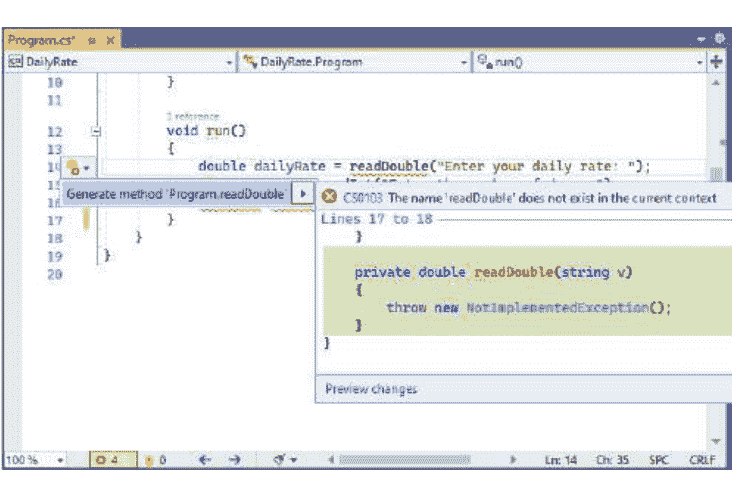 Program.cs*
DailyRate DailyRate.Program run()
10 }
11
1 reference
12 void run()
13 {
14 double dailyRate = readDouble("Enter your daily rate: ");
Generate method 'Program.readDouble'
CS0103 The name 'readDouble' does not exist in the current context
Lines 17 to 18
17 }
18 }
19 }
20
}
private double readDouble(string v)
{
throw new NotImplementedException();
}
}
Preview changes
100 % 4 0 Ln: 14 Ch: 35 SPC CRLF